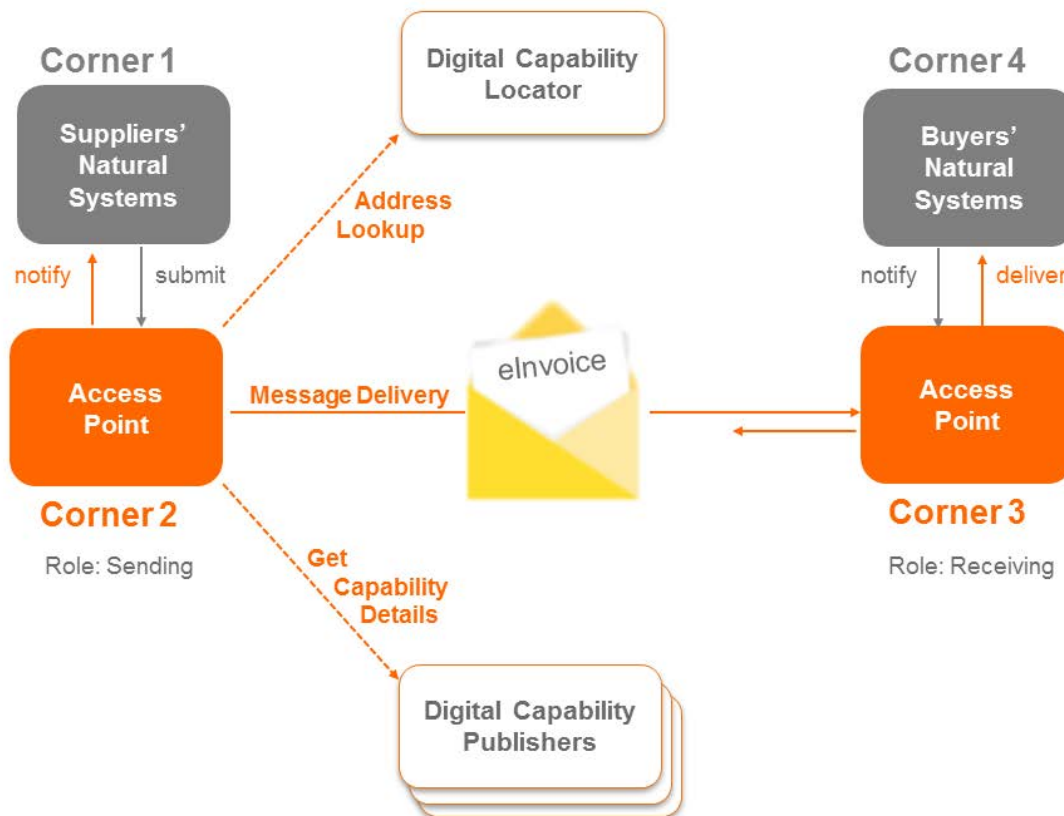 Corner 1
Suppliers’
Natural
Systems
notify
submit
Access
Point
Corner 2
Role: Sending
Digital Capability
Locator
Address
Lookup
Message Delivery
eInvoice
Get
Capability
Details
Digital Capability
Publishers
Corner 4
Buyers’
Natural
Systems
notify
deliver
Access
Point
Corner 3
Role: Receiving